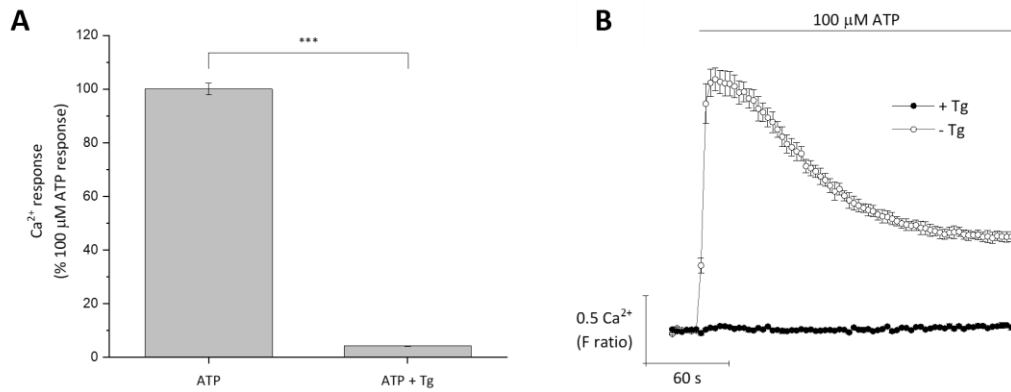 A
***
Ca²⁺ response
(% 100 µM ATP response)
120
100
80
60
40
20
0
ATP
ATP + Tg
B
100 µM ATP
+ Tg
- Tg
0.5 Ca²⁺
(F ratio)
60 s